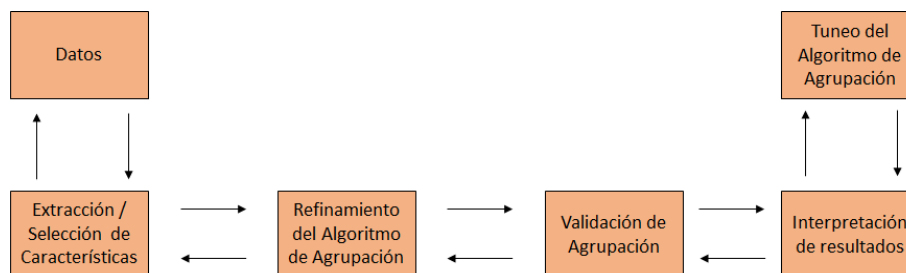 Datos
Tuneo del
Algoritmo de
Agrupación
Extracción /
Selección de
Características
Refinamiento
del Algoritmo
de Agrupación
Validación de
Agrupación
Interpretación
de resultados